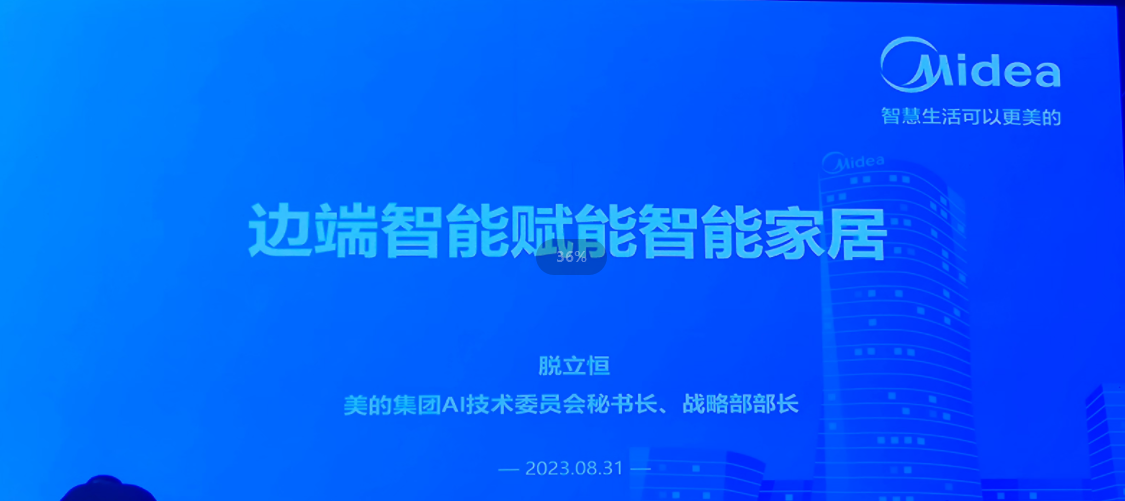 Midea
智慧生活可以更美的
Midea
边端智能赋能智能家居
36%
脱立恒
美的集团AI技术委员会秘书长、战略部部长
— 2023.08.31 —